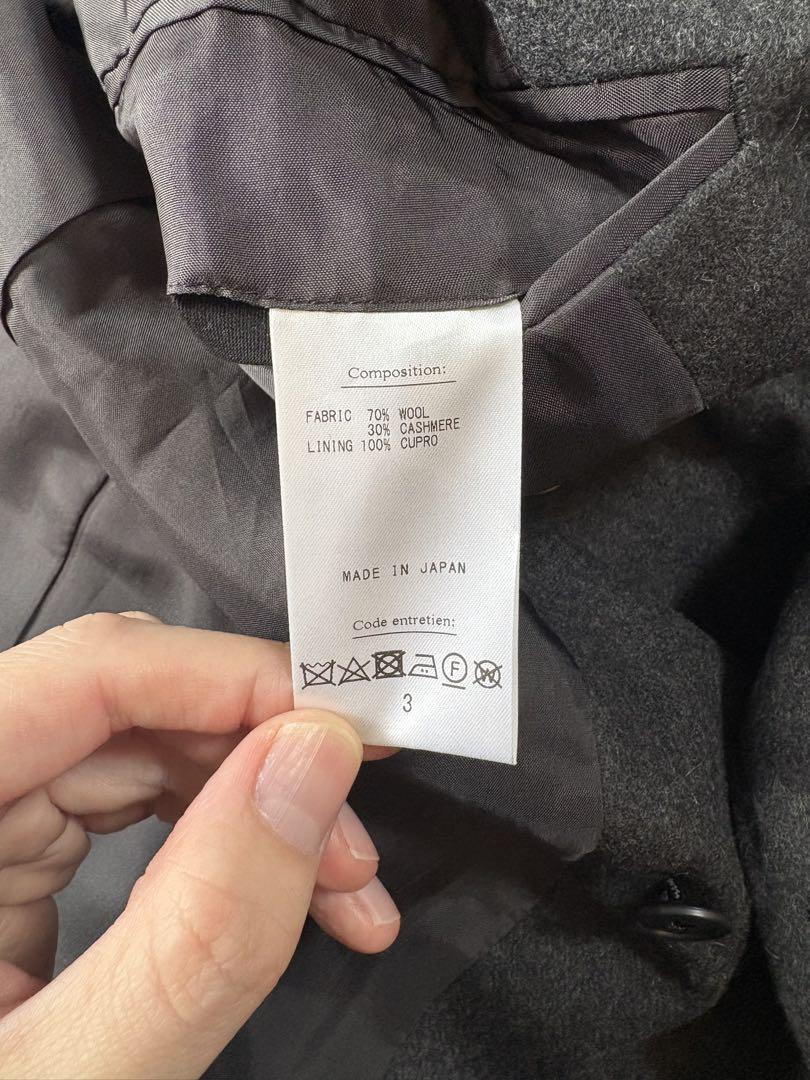 Composition:
FABRIC 70% WOOL
30% CASHMERE
LINING 100% CUPRO
MADE IN JAPAN
Code entretien:
F W
3